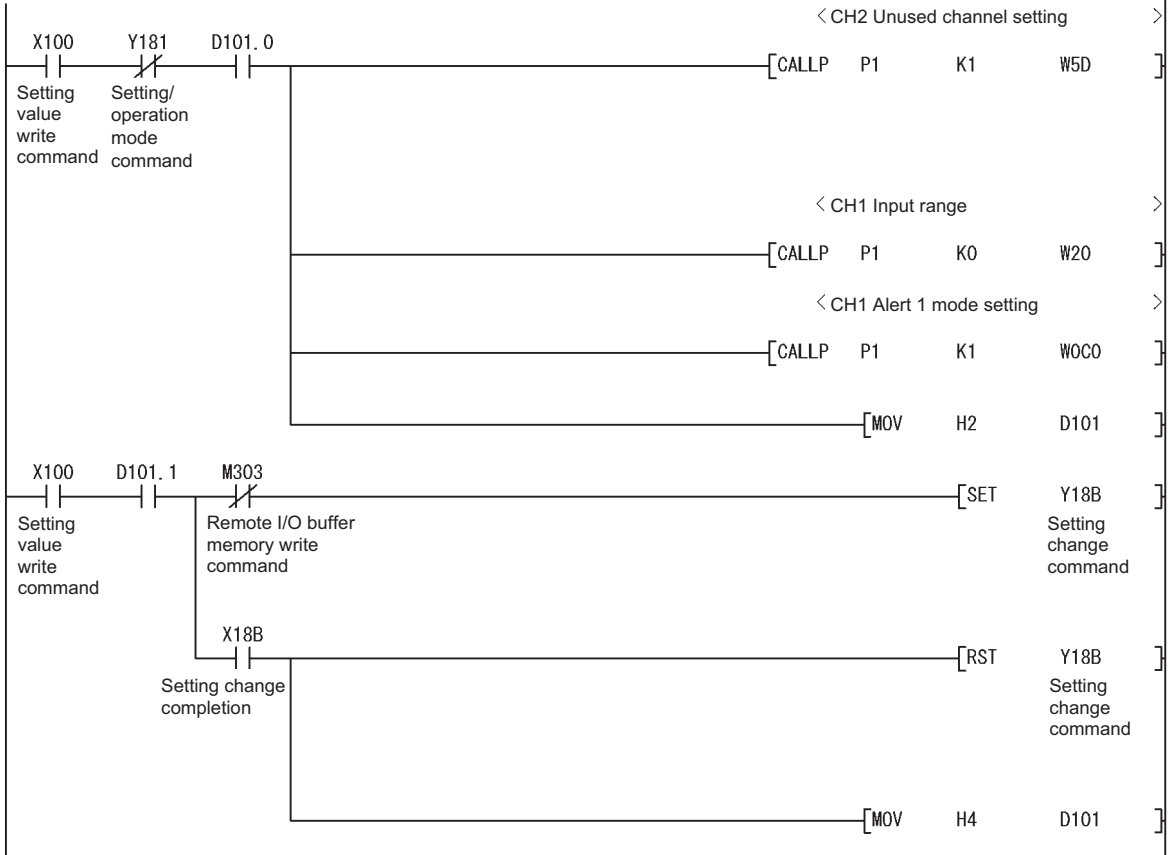 < CH2 Unused channel setting >
X100 Y181 D101.0
[CALLP P1 K1 W5D ]
Setting value write command
Setting/ operation mode command
< CH1 Input range >
[CALLP P1 K0 W20 ]
< CH1 Alert 1 mode setting >
[CALLP P1 K1 W0C0 ]
[MOV H2 D101 ]
X100 D101.1 M303
[SET Y18B ]
Setting value write command
Remote I/O buffer memory write command
Setting change command
X18B
[RST Y18B ]
Setting change completion
Setting change command
[MOV H4 D101 ]